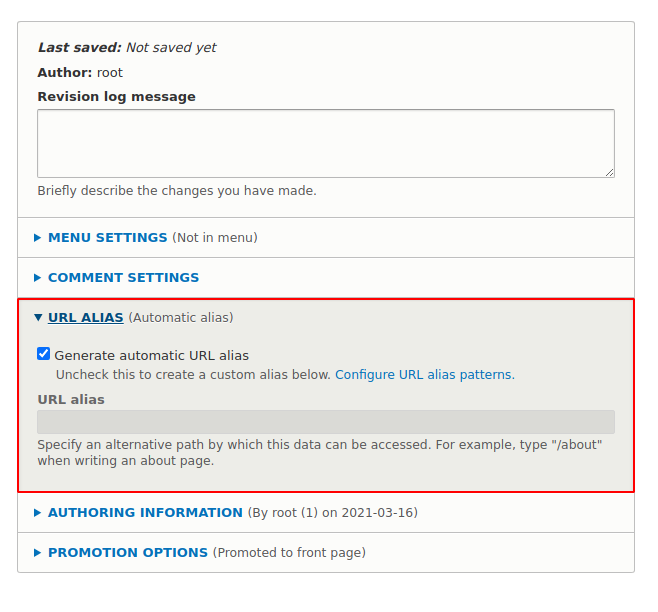 Last saved: Not saved yet
Author: root
Revision log message
Briefly describe the changes you have made.
MENU SETTINGS (Not in menu)
COMMENT SETTINGS
URL ALIAS (Automatic alias)
Generate automatic URL alias
Uncheck this to create a custom alias below. Configure URL alias patterns.
URL alias
Specify an alternative path by which this data can be accessed. For example, type "/about"
when writing an about page.
AUTHORING INFORMATION (By root (1) on 2021-03-16)
PROMOTION OPTIONS (Promoted to front page)